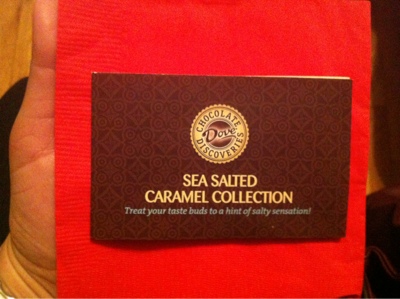 CHOCOLATE
Dove
DISCOVERIES
SEA SALTED
CARAMEL COLLECTION
Treat your taste buds to a hint of salty sensation!